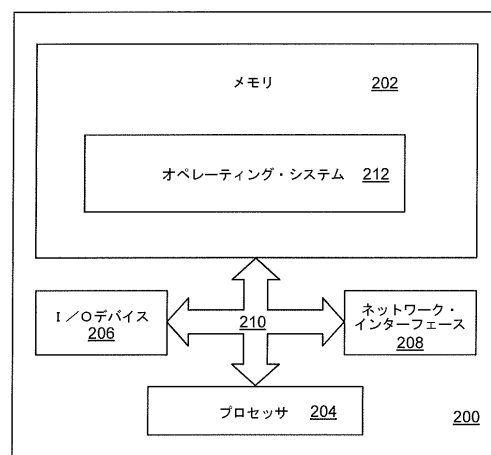 メモリ 202
オペレーティング・システム 212
I/Oデバイス
206
210
ネットワーク・
インターフェース
208
プロセッサ 204
200